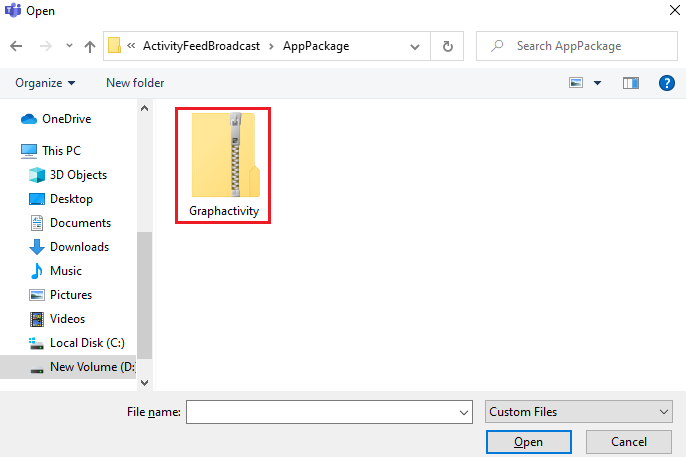 Open
« ActivityFeedBroadcast > AppPackage
Search AppPackage
Organize
New folder
?
OneDrive
This PC
3D Objects
Desktop
Documents
Downloads
Music
Pictures
Videos
Local Disk (C:)
New Volume (D:
Graphactivity
File name:
Custom Files
Open
Cancel